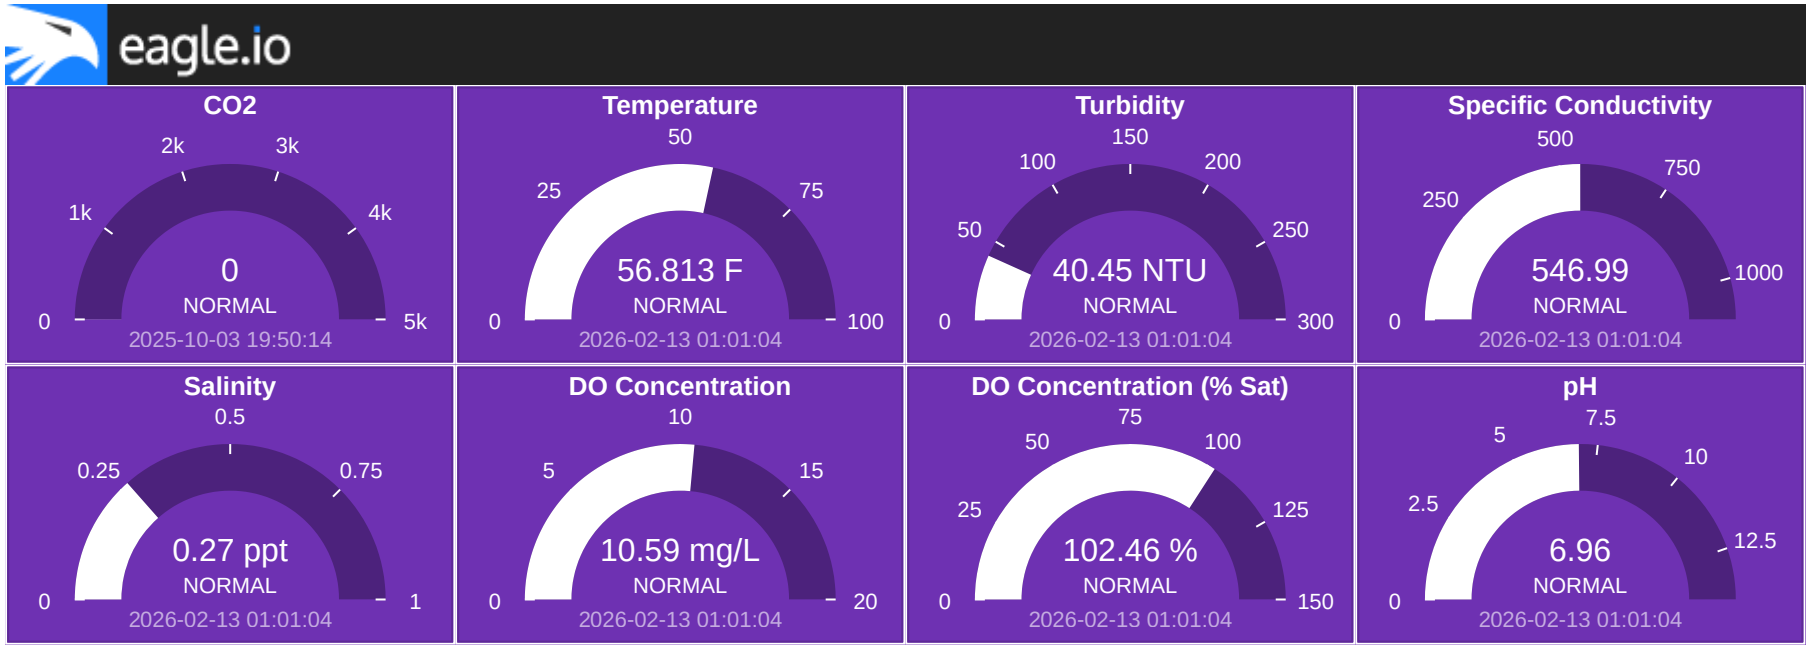 eagle.io
CO2
2k
3k
1k
4k
0
5k
0
NORMAL
2025-10-03 19:50:14
Temperature
50
25
75
0
100
56.813 F
NORMAL
2026-02-13 01:01:04
Turbidity
150
100
200
50
250
0
300
40.45 NTU
NORMAL
2026-02-13 01:01:04
Specific Conductivity
500
750
250
1000
0
546.99
NORMAL
2026-02-13 01:01:04
Salinity
0.5
0.25
0.75
0
1
0.27 ppt
NORMAL
2026-02-13 01:01:04
DO Concentration
10
5
15
0
20
10.59 mg/L
NORMAL
2026-02-13 01:01:04
DO Concentration (% Sat)
75
50
100
25
125
0
150
102.46 %
NORMAL
2026-02-13 01:01:04
pH
7.5
5
10
2.5
12.5
0
6.96
NORMAL
2026-02-13 01:01:04